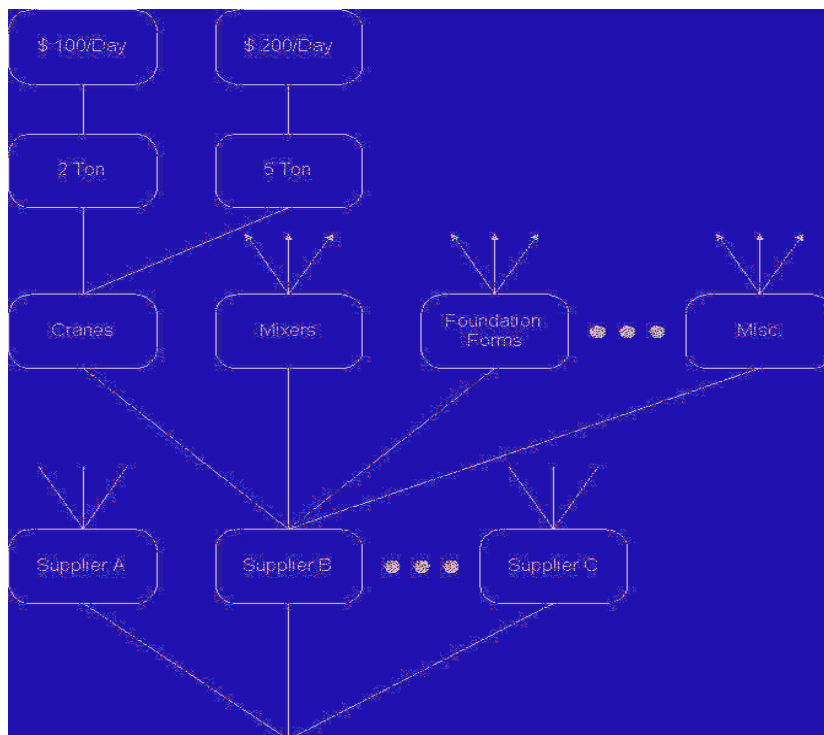 $ 100/Day
$ 200/Day
2 Ton
5 Ton
Cranes
Mixers
Foundation
Forms
Misc.
Supplier A
Supplier B
Supplier C